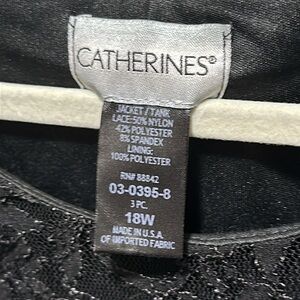 CATHERINES®
JACKET/TANK
LACE:50% NYLON
42% POLYESTER
8% SPANDEX
LINING:
100% POLYESTER
RN# 88842
03-0395-8
3 PC.
18W
MADE IN U.S.A.
OF IMPORTED FABRIC